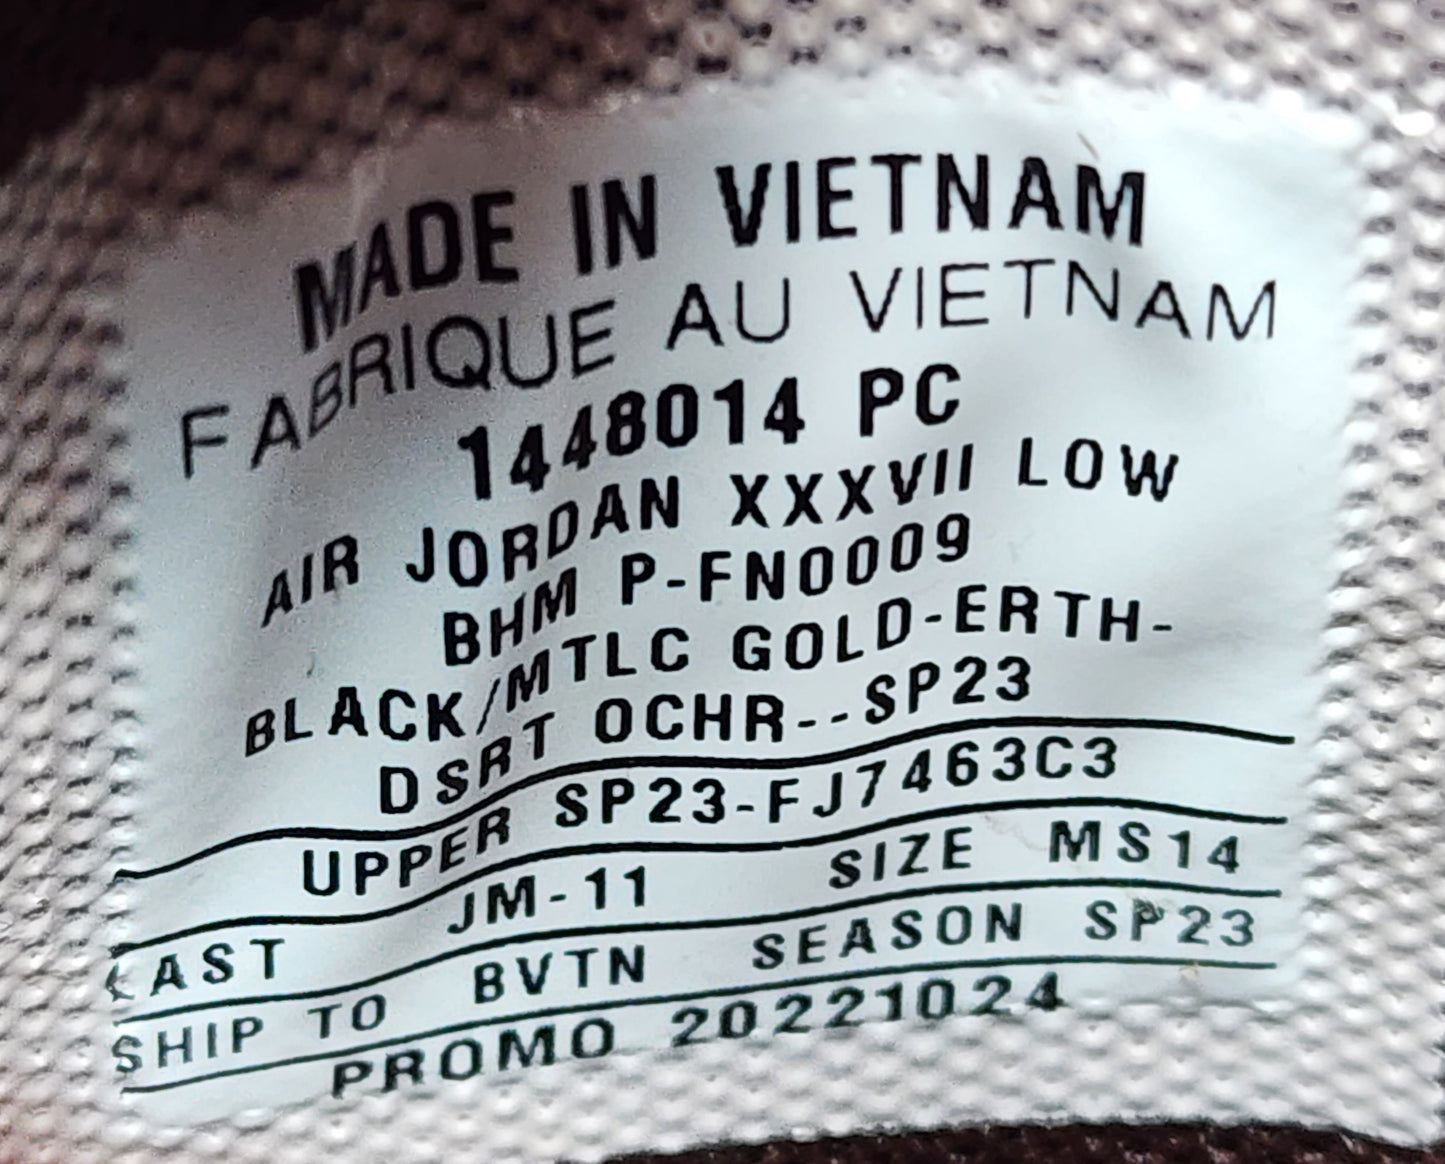 MADE IN VIETNAM
FABRIQUE AU VIETNAM
1448014 PC
AIR JORDAN XXXVII LOW
BHM P-FN0009
BLACK/MTLC GOLD-ERTH-
DSRT OCHR--SP23
UPPER SP23-FJ7463C3
LAST JM-11 SIZE MS14
SHIP TO BVTN SEASON SP23
PROMO 20221024